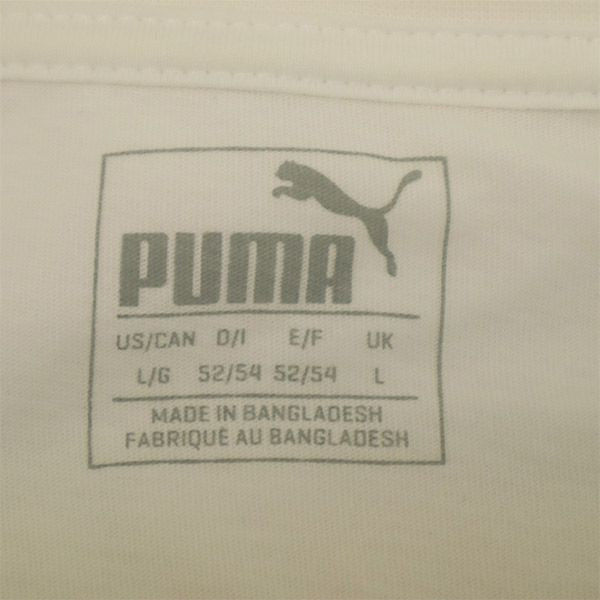 PUMA
US/CAN D/I E/F UK
L/G 52/54 52/54 L
MADE IN BANGLADESH
FABRIQUÉ AU BANGLADESH